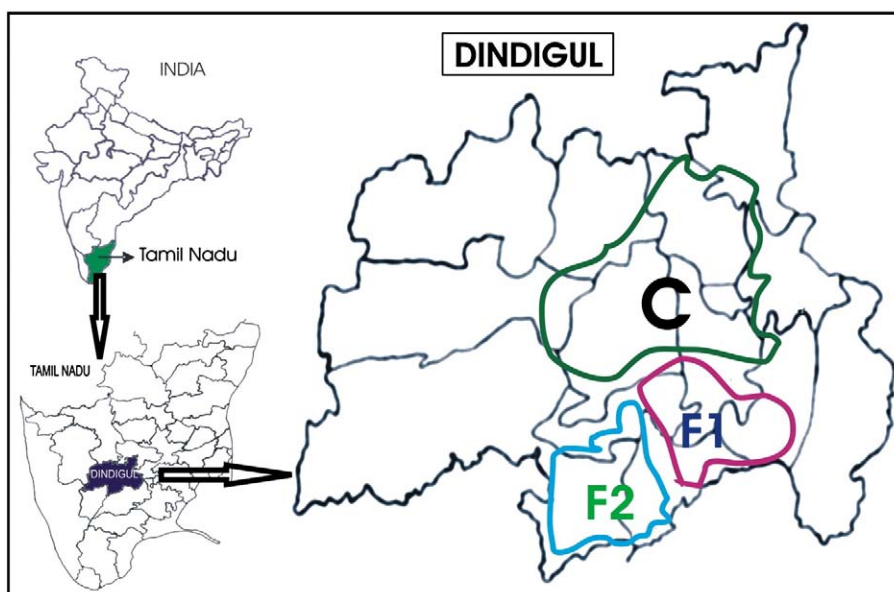 INDIA
Tamil Nadu
TAMIL NADU
DINDIGUL
DINDIGUL
C
F1
F2